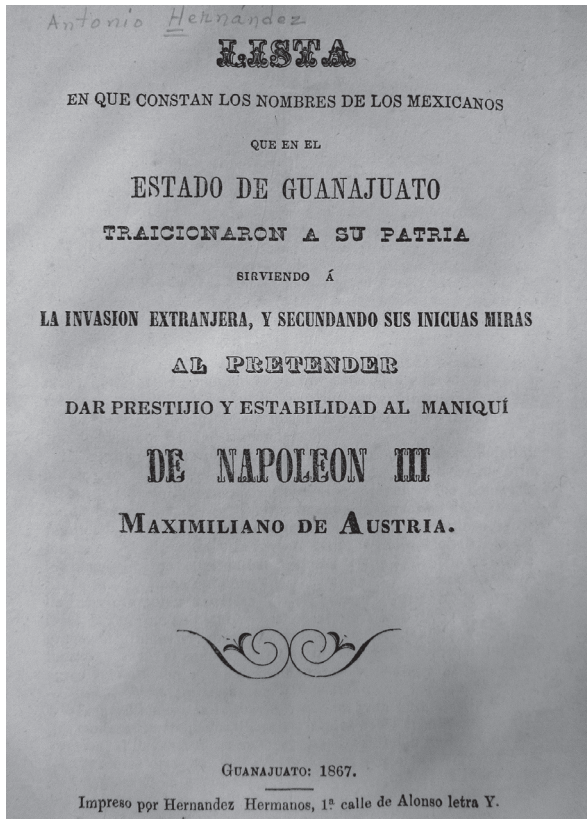 Antonio Hernández
LISTA
EN QUE CONSTAN LOS NOMBRES DE LOS MEXICANOS
QUE EN EL
ESTADO DE GUANAJUATO
TRAICIONARON A SU PATRIA
SIRVIENDO Á
LA INVASION EXTRANJERA, Y SECUNDANDO SUS INICUAS MIRAS
AL PRETENDER
DAR PRESTIJIO Y ESTABILIDAD AL MANIQUÍ
DE NAPOLEON III
MAXIMILIANO DE AUSTRIA.
GUANAJUATO: 1867.
Impreso por Hernandez Hermanos, 1ª calle de Alonso letra Y.